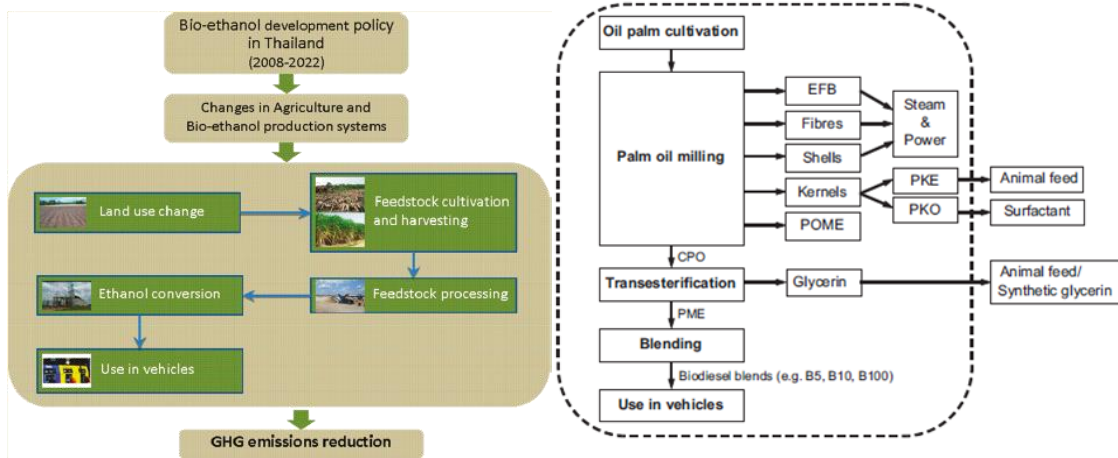 Bio-ethanol development policy
in Thailand
(2008-2022)
Changes in Agriculture and
Bio-ethanol production systems
Land use change
Feedstock cultivation
and harvesting
Ethanol conversion
Feedstock processing
Use in vehicles
GHG emissions reduction
Oil palm cultivation
Palm oil milling
EFB
Fibres
Shells
Kernels
POME
Steam
&
Power
PKE
PKO
Animal feed
Surfactant
CPO
Transesterification
Glycerin
Animal feed/
Synthetic glycerin
PME
Blending
Biodiesel blends (e.g. B5, B10, B100)
Use in vehicles